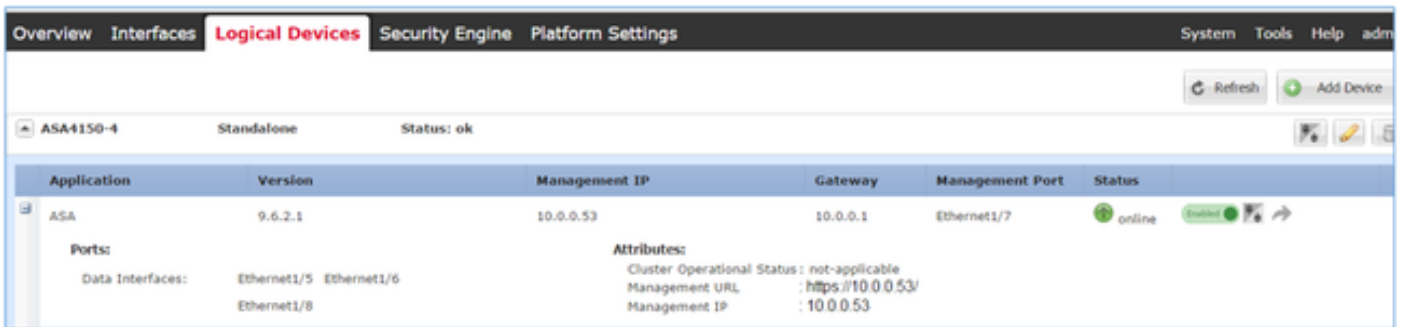 Overview Interfaces Logical Devices Security Engine Platform Settings System Tools Help adm
Refresh Add Device
ASA4150-4 Standalone Status: ok
Application Version Management IP Gateway Management Port Status
ASA 9.6.2.1 10.0.0.53 10.0.0.1 Ethernet1/7 online Enabled
Ports: Attributes:
Cluster Operational Status : not-applicable
Data Interfaces: Ethernet1/5 Ethernet1/6
Management URL : https://10.0.0.53/
Ethernet1/8 Management IP : 10.0.0.53